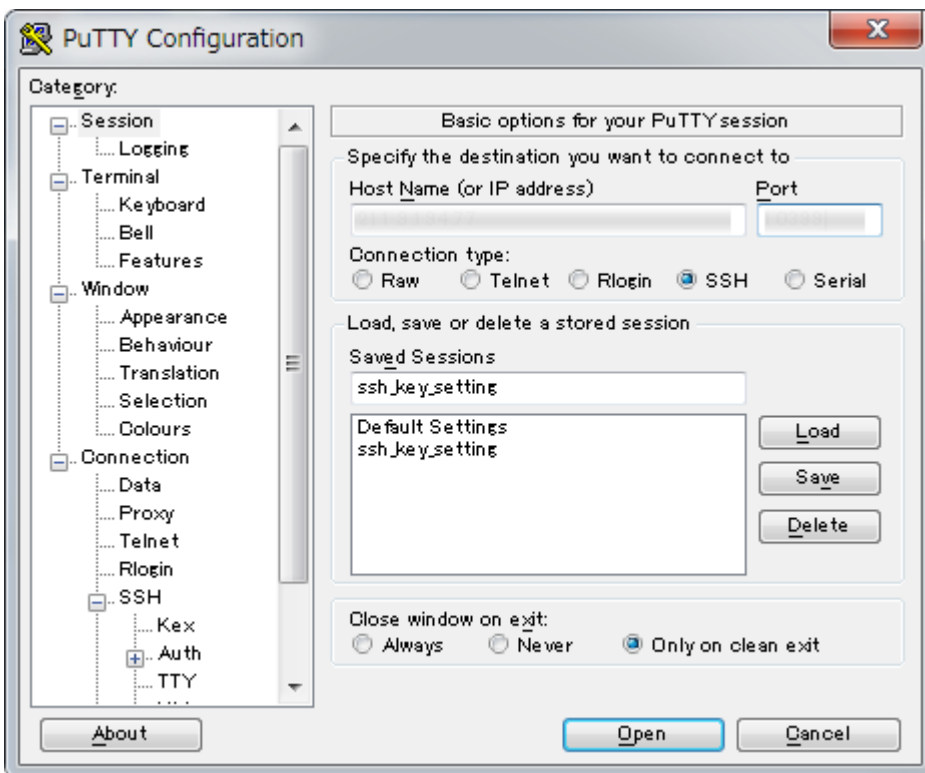 PuTTY Configuration
Category:
Session
Logging
Terminal
Keyboard
Bell
Features
Window
Appearance
Behaviour
Translation
Selection
Colours
Connection
Data
Proxy
Telnet
Rlogin
SSH
Kex
Auth
TTY
Basic options for your PuTTY session
Specify the destination you want to connect to
Host Name (or IP address) Port
Connection type:
Raw Telnet Rlogin SSH Serial
Load, save or delete a stored session
Saved Sessions
ssh_key_setting
Default Settings
ssh_key_setting
Load
Save
Delete
Close window on exit:
Always Never Only on clean exit
About Open Cancel